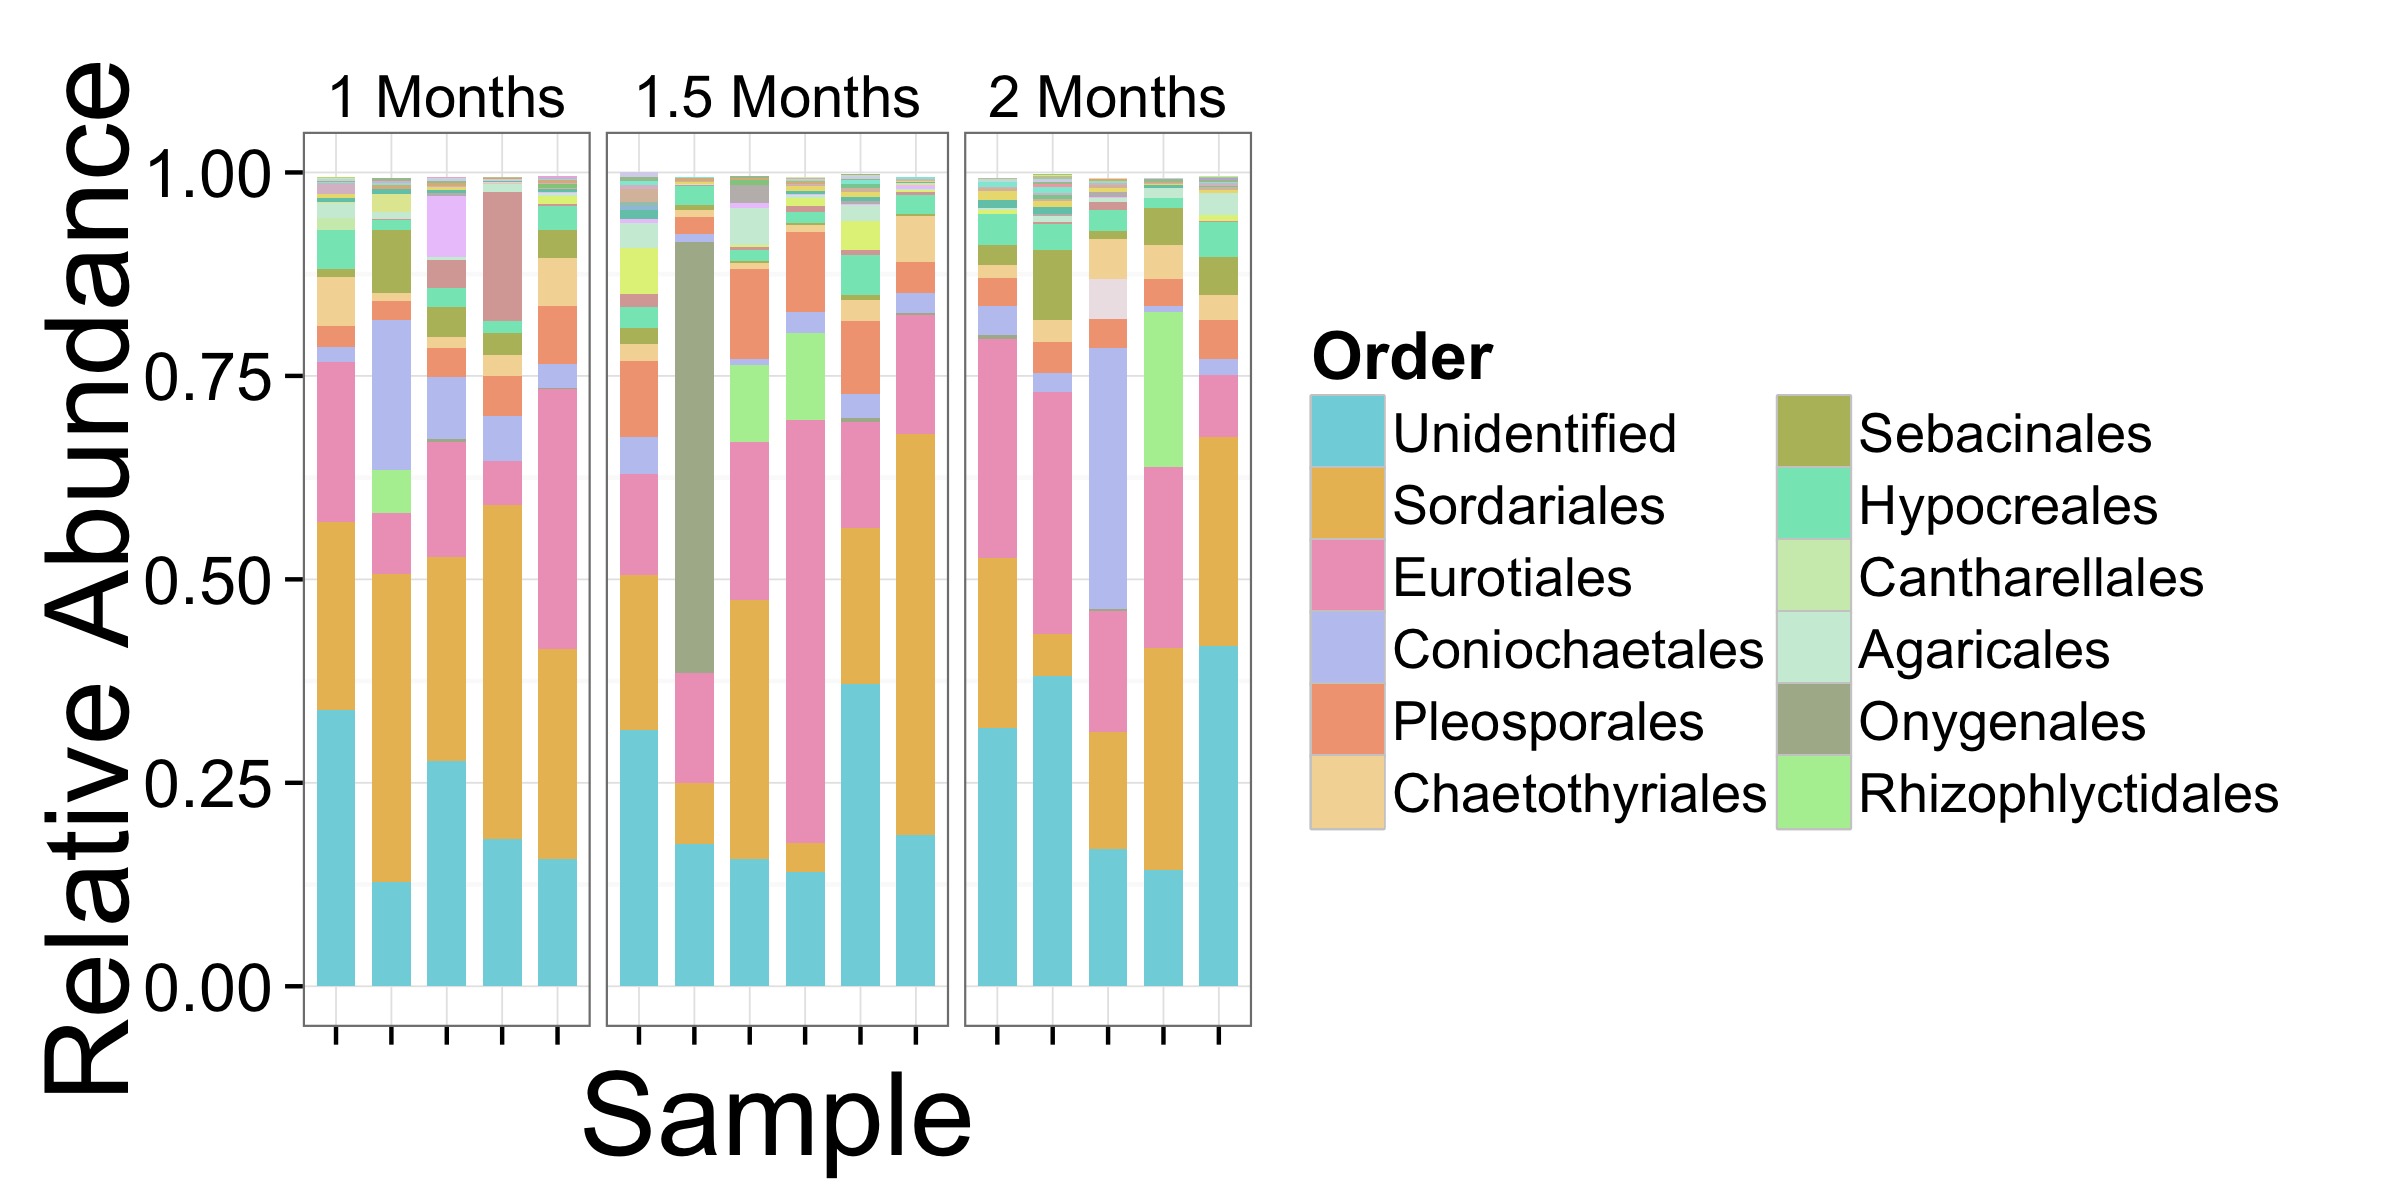 1 Months
1.5 Months
2 Months
Relative Abundance
1.00
0.75
0.50
0.25
0.00
Sample
Order
Unidentified
Sordariales
Eurotiales
Coniochaetales
Pleosporales
Chaetothyriales
Sebacinales
Hypocreales
Cantharellales
Agaricales
Onygenales
Rhizophlyctidales